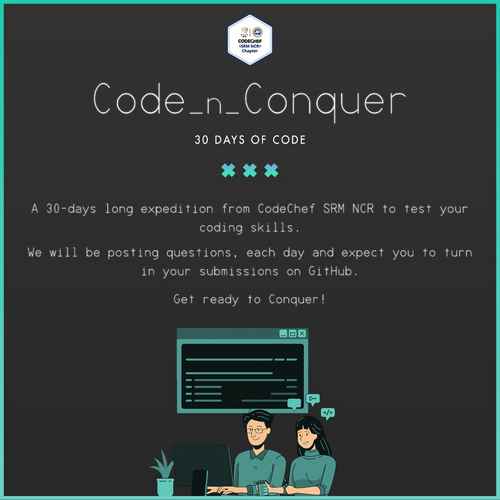 CODECHEF
<SRM NCR>
Chapter
Code_n_Conquer
30 DAYS OF CODE
A 30-days long expedition from CodeChef SRM NCR to test your
coding skills.
We will be posting questions, each day and expect you to turn
in your submissions on GitHub.
Get ready to Conquer!
</>